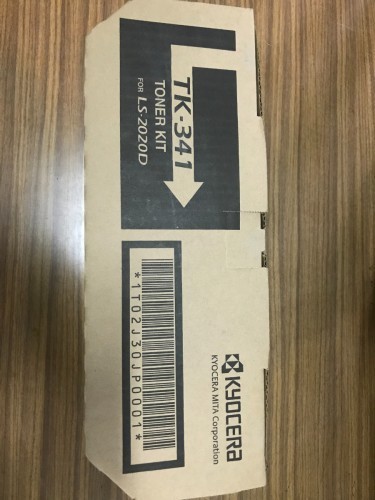 TK-341
TONER KIT
FOR LS-2020D
*1T02J30JP0001*
KYOCERA
KYOCERA MITA Corporation